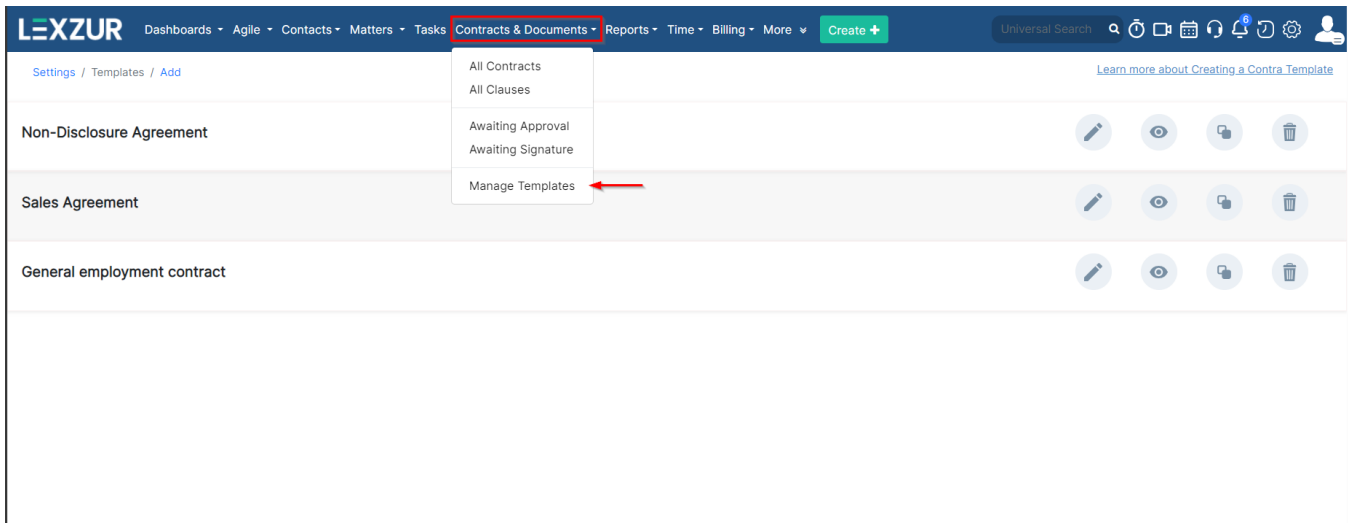 LEXZUR Dashboards Agile Contacts Matters Tasks Contracts & Documents Reports Time Billing More Create + Universal Search 6
Settings / Templates / Add
Learn more about Creating a Contra Template
All Contracts
All Clauses
Awaiting Approval
Awaiting Signature
Manage Templates
Non-Disclosure Agreement
Sales Agreement
General employment contract